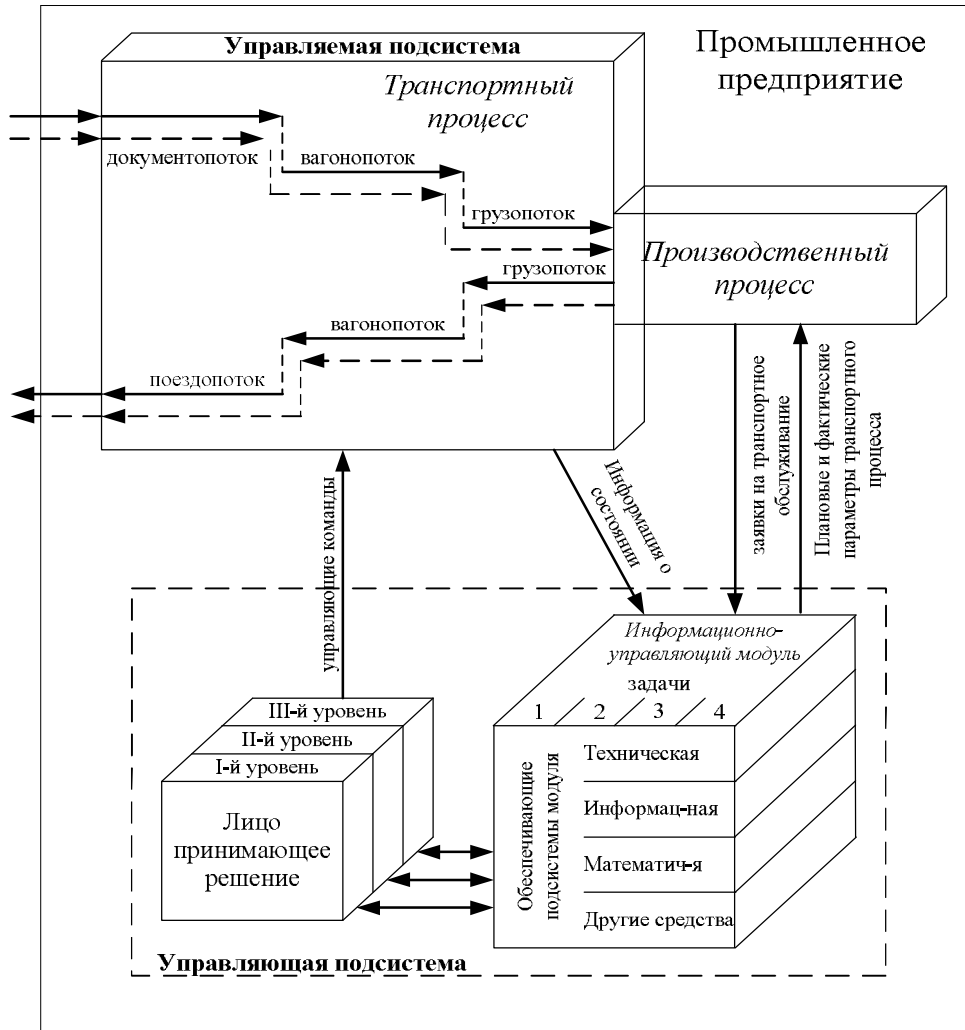 Управляемая подсистема
Промышленное
предприятие
Транспортный
процесс
документопоток
вагонопоток
грузопоток
грузопоток
вагонопоток
поездопоток
Производственный
процесс
управляющие команды
Информация о
состоянии
заявки на транспортное
обслуживание
Плановые и фактические
параметры транспортного
процесса
Информационно-
управляющий модуль
задачи
1 2 3 4
III-й уровень
II-й уровень
I-й уровень
Лицо
принимающее
решение
Обеспечивающие
подсистемы модуля
Техническая
Информац-ная
Математич-я
Другие средства
Управляющая подсистема